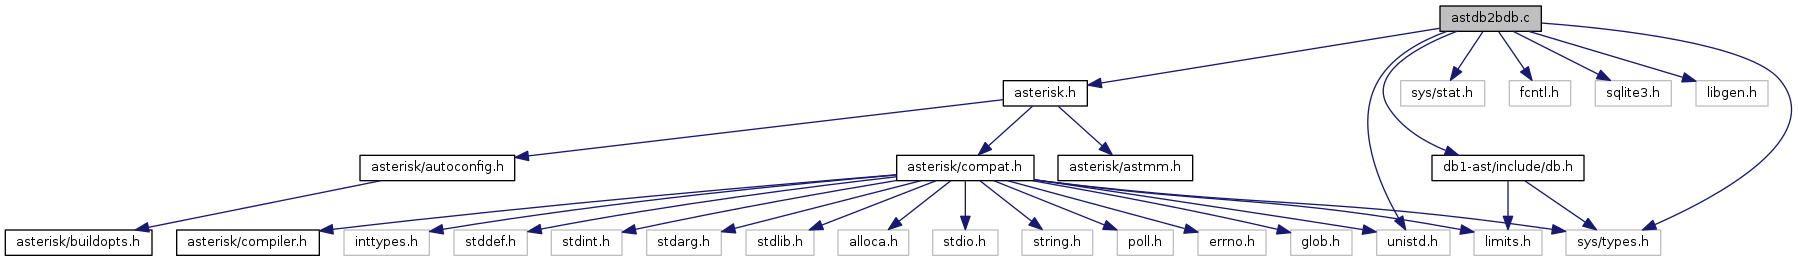 astdb2bdb.c
asterisk.h
sys/stat.h
fcntl.h
sqlite3.h
libgen.h
asterisk/autoconfig.h
asterisk/compat.h
asterisk/astmm.h
db1-ast/include/db.h
asterisk/buildopts.h
asterisk/compiler.h
inttypes.h
stddef.h
stdint.h
stdarg.h
stdlib.h
alloca.h
stdio.h
string.h
poll.h
errno.h
glob.h
unistd.h
limits.h
sys/types.h